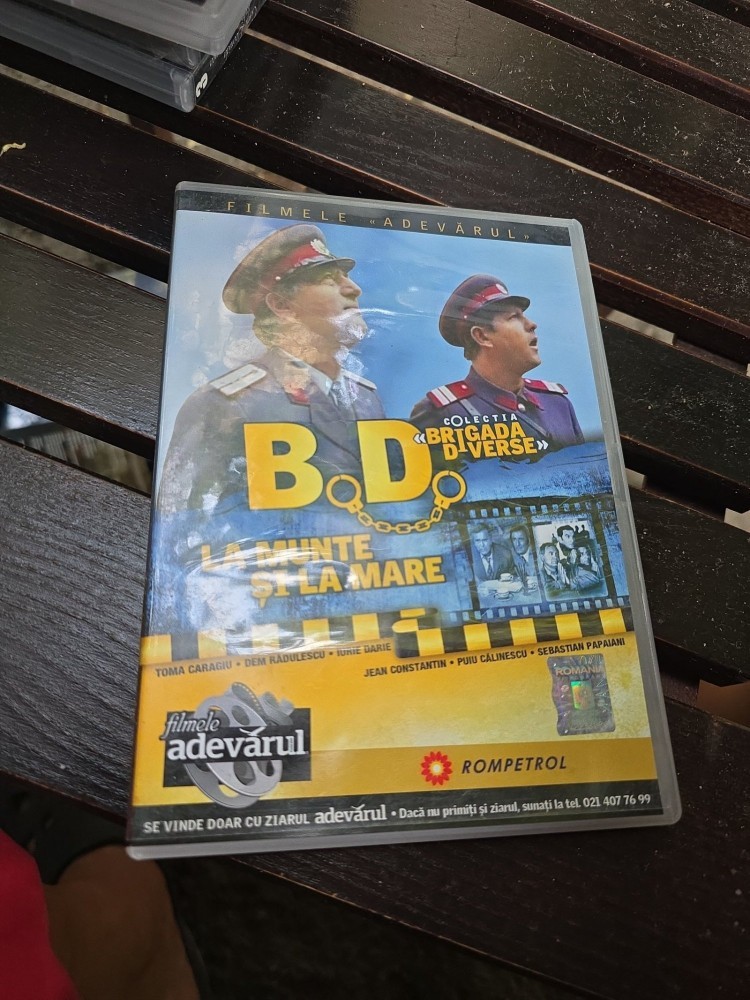 FILMELE «ADEVĂRUL»
COLECTIA
«BRIGADA
DIVERSE»
B.D.
LA MUNTE
ȘI LA MARE
TOMA CARAGIU • DEM RĂDULESCU • IURIE DARIE
JEAN CONSTANTIN • PUIU CĂLINESCU • SEBASTIAN PAPAIANI
ROMANIA
filmele
adevărul
ROMPETROL
SE VINDE DOAR CU ZIARUL adevărul • Dacă nu primiți și ziarul, sunați la tel. 021 407 76 99